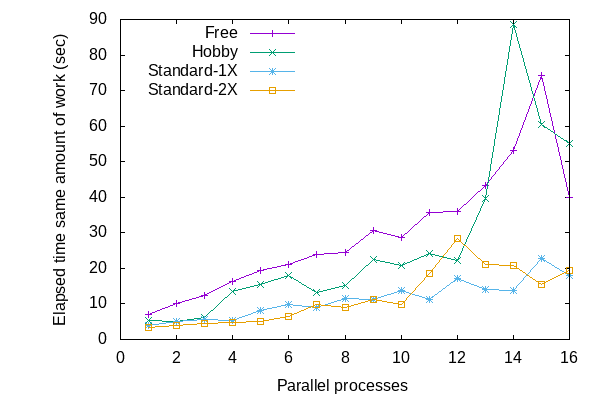 Elapsed time same amount of work (sec)
90
80
70
60
50
40
30
20
10
0
Free
Hobby
Standard-1X
Standard-2X
0 2 4 6 8 10 12 14 16
Parallel processes